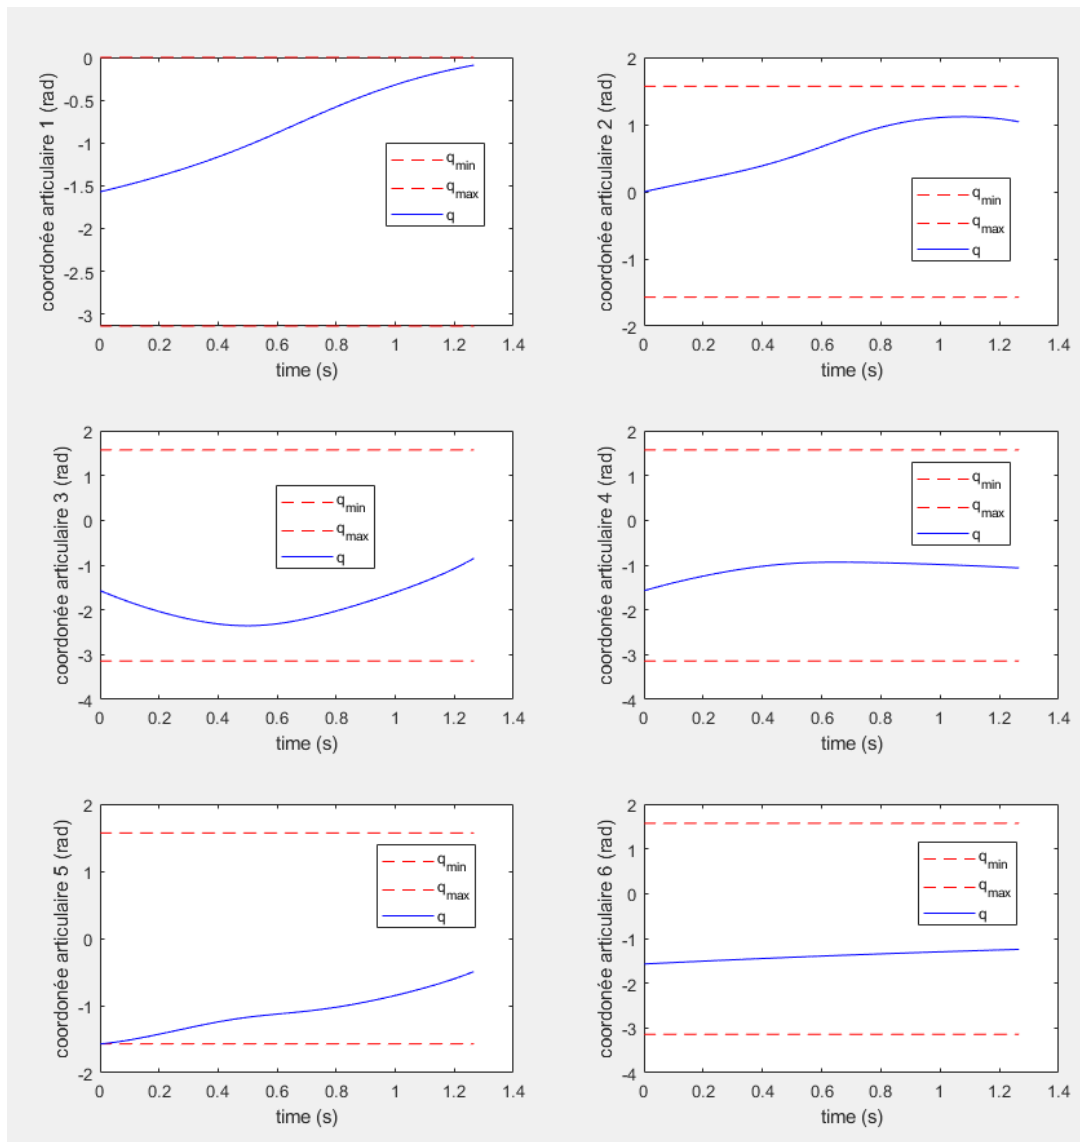 coordonée articulaire 1 (rad)
0
-0.5
-1
-1.5
-2
-2.5
-3
0 0.2 0.4 0.6 0.8 1 1.2 1.4
time (s)
q_min
q_max
q
coordonée articulaire 2 (rad)
2
1
0
-1
-2
0 0.2 0.4 0.6 0.8 1 1.2 1.4
time (s)
q_min
q_max
q
coordonée articulaire 3 (rad)
2
1
0
-1
-2
-3
-4
0 0.2 0.4 0.6 0.8 1 1.2 1.4
time (s)
q_min
q_max
q
coordonée articulaire 4 (rad)
2
1
0
-1
-2
-3
-4
0 0.2 0.4 0.6 0.8 1 1.2 1.4
time (s)
q_min
q_max
q
coordonée articulaire 5 (rad)
2
1
0
-1
-2
0 0.2 0.4 0.6 0.8 1 1.2 1.4
time (s)
q_min
q_max
q
coordonée articulaire 6 (rad)
2
1
0
-1
-2
-3
-4
0 0.2 0.4 0.6 0.8 1 1.2 1.4
time (s)
q_min
q_max
q